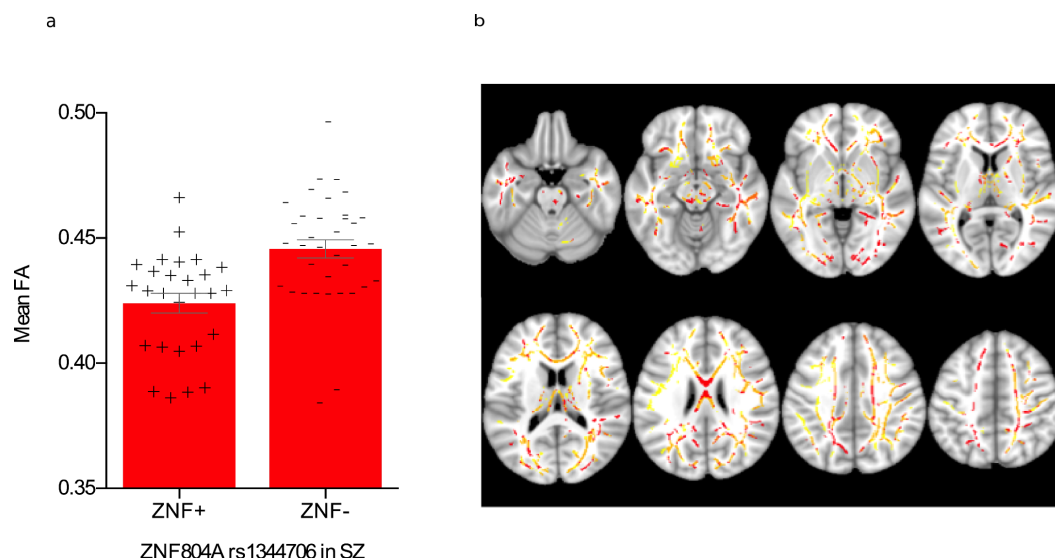 a
b
0.50
0.45
0.40
0.35
Mean FA
ZNF+
ZNF-
ZNF804A rs1344706 in SZ